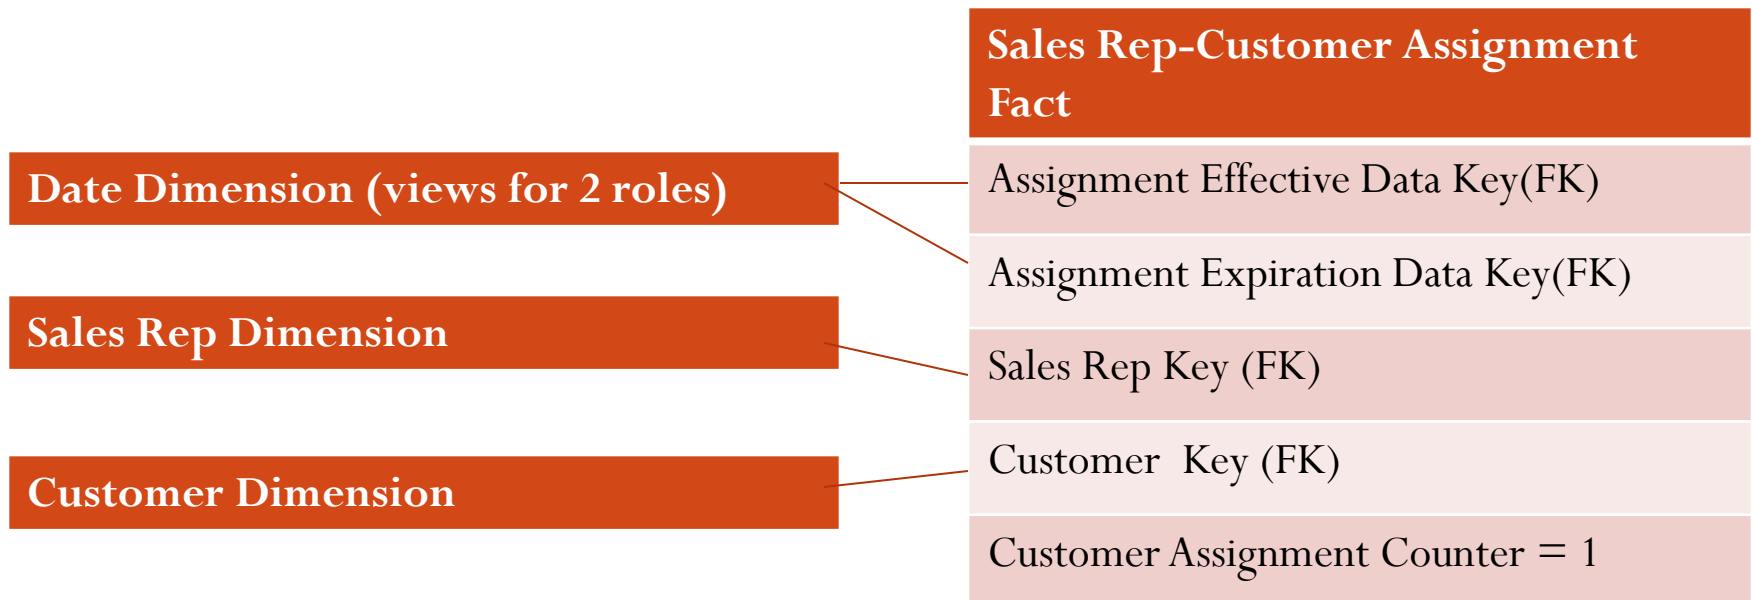 Sales Rep-Customer Assignment
Fact
Date Dimension (views for 2 roles)
Assignment Effective Data Key(FK)
Assignment Expiration Data Key(FK)
Sales Rep Dimension
Sales Rep Key (FK)
Customer Key (FK)
Customer Dimension
Customer Assignment Counter = 1